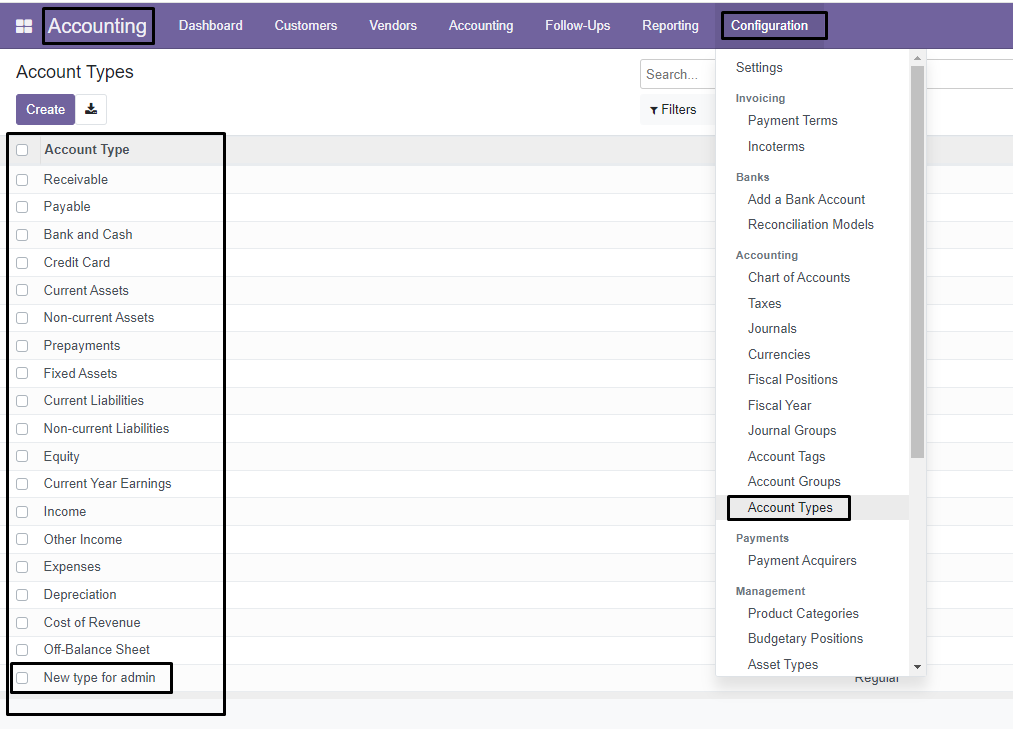 Accounting Dashboard Customers Vendors Accounting Follow-Ups Reporting Configuration
Account Types
Search...
Create
Filters
Account Type
Receivable
Payable
Bank and Cash
Credit Card
Current Assets
Non-current Assets
Prepayments
Fixed Assets
Current Liabilities
Non-current Liabilities
Equity
Current Year Earnings
Income
Other Income
Expenses
Depreciation
Cost of Revenue
Off-Balance Sheet
New type for admin
Settings
Invoicing
Payment Terms
Incoterms
Banks
Add a Bank Account
Reconciliation Models
Accounting
Chart of Accounts
Taxes
Journals
Currencies
Fiscal Positions
Fiscal Year
Journal Groups
Account Tags
Account Groups
Account Types
Payments
Payment Acquirers
Management
Product Categories
Budgetary Positions
Asset Types
Regular